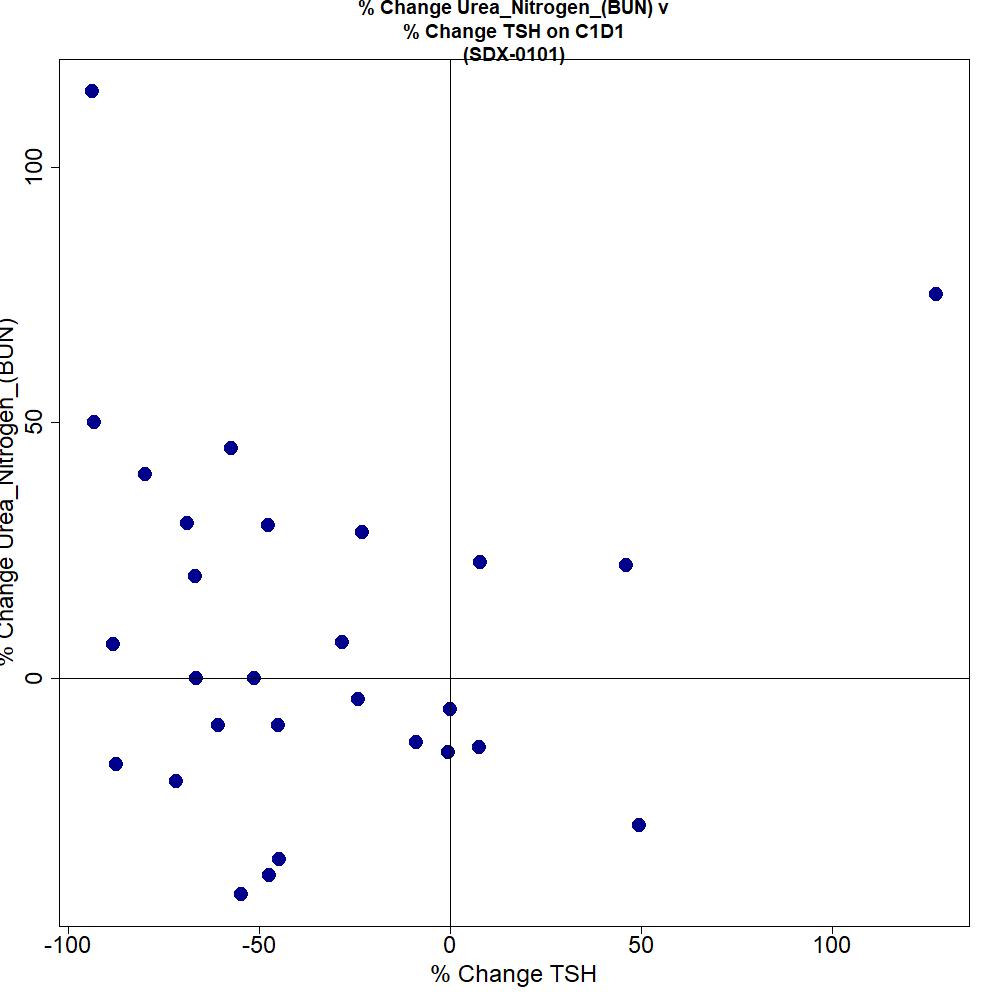 % Change Urea_Nitrogen_(BUN) v
% Change TSH on C1D1
(SDX-0101)
% Change Urea_Nitrogen_(BUN)
100
50
0
-100
-50
0
50
100
% Change TSH